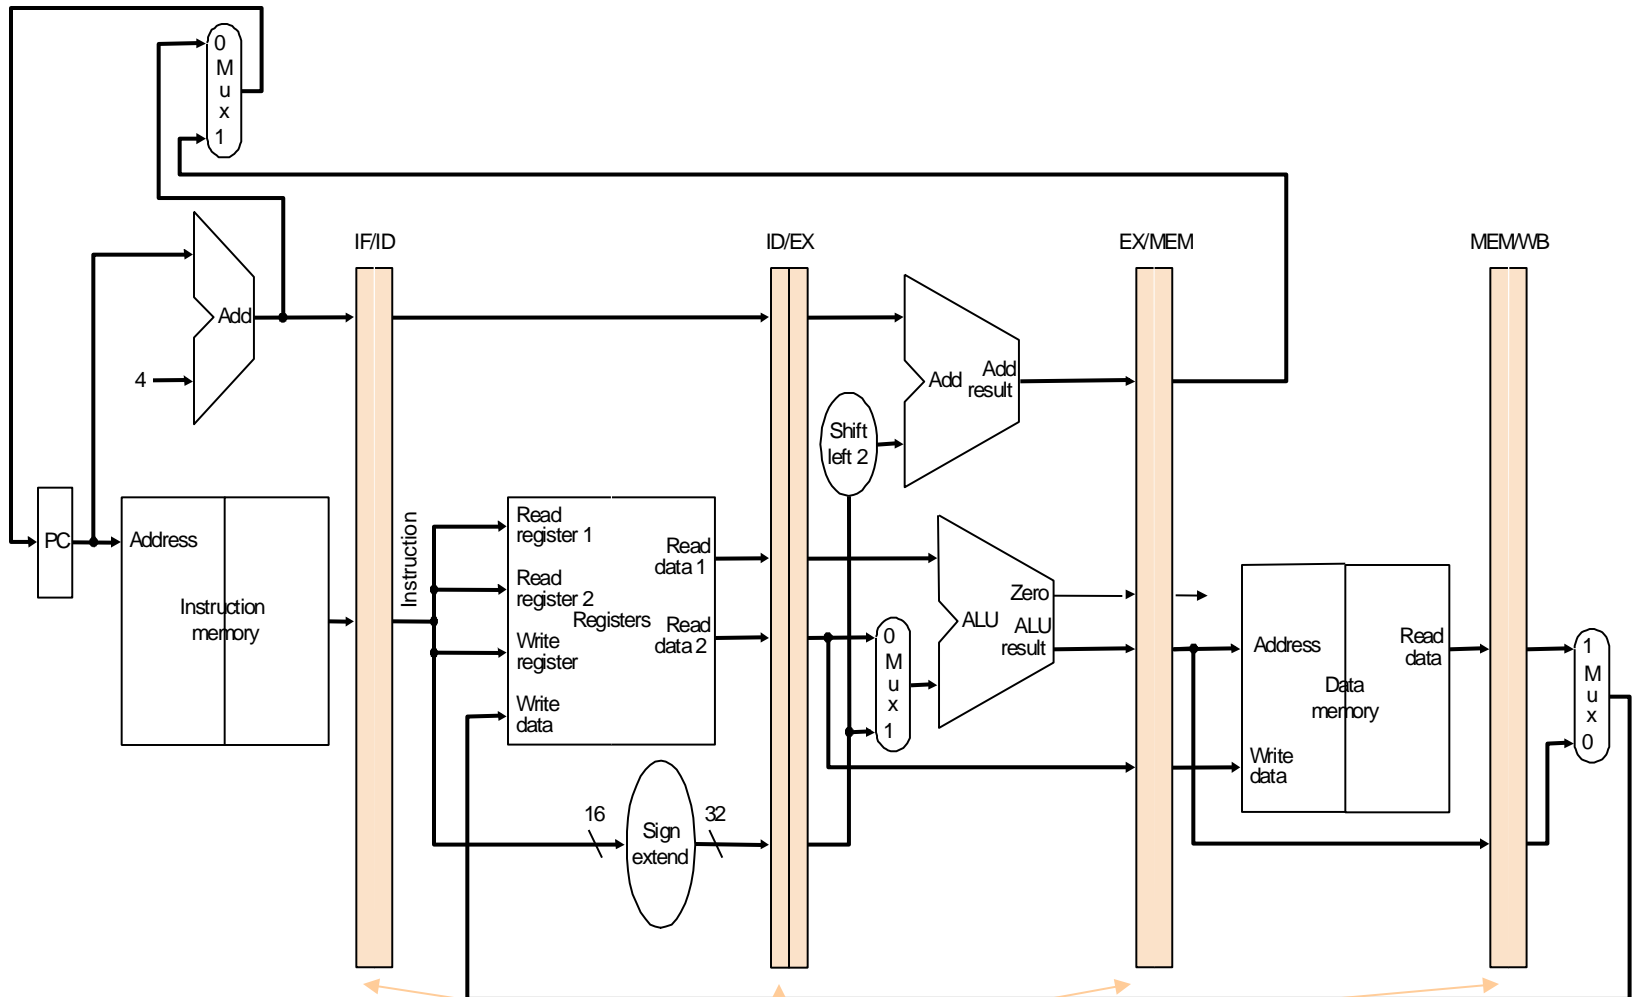 0
M
u
x
1
IF/ID
ID/EX
EX/MEM
MEM/WB
Add
4
Add
Add
result
Shift
left 2
PC
Address
Instruction
memory
Instruction
Read
register 1
Read
register 2
Write
register
Write
data
Registers
Read
data 1
Read
data 2
0
M
u
x
1
Zero
ALU
ALU
result
Address
Data
memory
Write
data
Read
data
1
M
u
x
0
16
Sign
extend
32